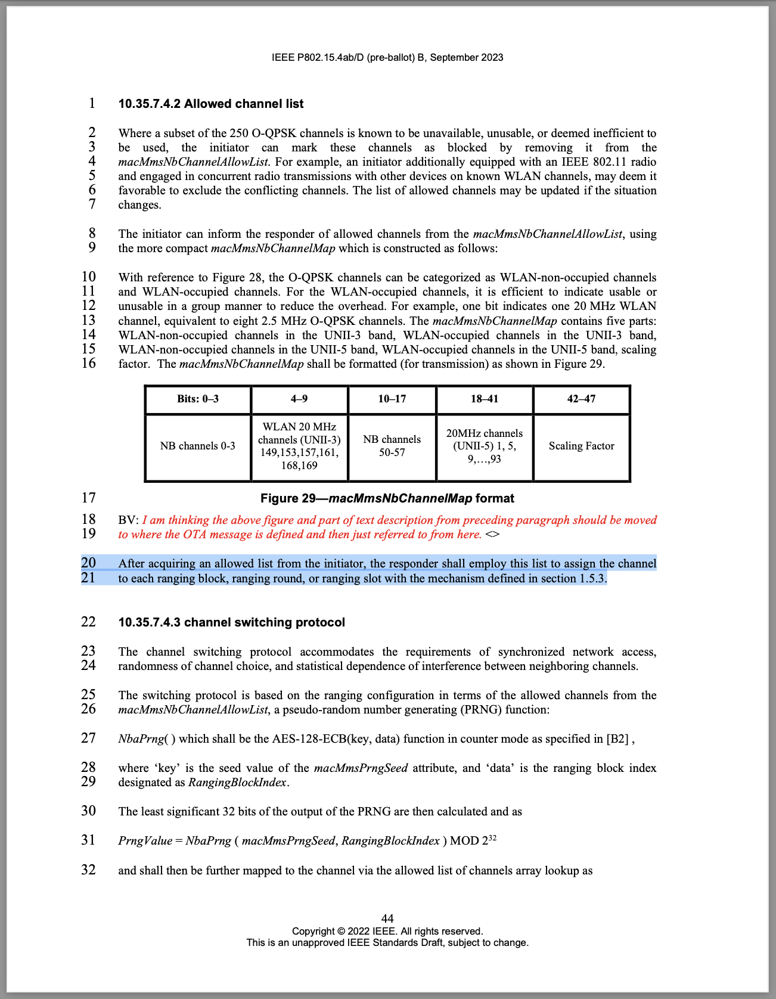 IEEE P802.15.4ab/D (pre-ballot) B, September 2023
1 10.35.7.4.2 Allowed channel list
2 Where a subset of the 250 O-QPSK channels is known to be unavailable, unusable, or deemed inefficient to
3 be used, the initiator can mark these channels as blocked by removing it from the
4 macMmsNbChannelAllowList. For example, an initiator additionally equipped with an IEEE 802.11 radio
5 and engaged in concurrent radio transmissions with other devices on known WLAN channels, may deem it
6 favorable to exclude the conflicting channels. The list of allowed channels may be updated if the situation
7 changes.
8 The initiator can inform the responder of allowed channels from the macMmsNbChannelAllowList, using
9 the more compact macMmsNbChannelMap which is constructed as follows:
10 With reference to Figure 28, the O-QPSK channels can be categorized as WLAN-non-occupied channels
11 and WLAN-occupied channels. For the WLAN-occupied channels, it is efficient to indicate usable or
12 unusable in a group manner to reduce the overhead. For example, one bit indicates one 20 MHz WLAN
13 channel, equivalent to eight 2.5 MHz O-QPSK channels. The macMmsNbChannelMap contains five parts:
14 WLAN-non-occupied channels in the UNII-3 band, WLAN-occupied channels in the UNII-3 band,
15 WLAN-non-occupied channels in the UNII-5 band, WLAN-occupied channels in the UNII-5 band, scaling
16 factor. The macMmsNbChannelMap shall be formatted (for transmission) as shown in Figure 29.
Bits: 0–3 4–9 10–17 18–41 42–47
NB channels 0-3
WLAN 20 MHz
channels (UNII-3)
149,153,157,161,
168,169
NB channels
50-57
20MHz channels
(UNII-5) 1, 5,
9,…,93
Scaling Factor
17 Figure 29—macMmsNbChannelMap format
18 BV: I am thinking the above figure and part of text description from preceding paragraph should be moved
19 to where the OTA message is defined and then just referred to from here. <>
20 After acquiring an allowed list from the initiator, the responder shall employ this list to assign the channel
21 to each ranging block, ranging round, or ranging slot with the mechanism defined in section 1.5.3.
22 10.35.7.4.3 channel switching protocol
23 The channel switching protocol accommodates the requirements of synchronized network access,
24 randomness of channel choice, and statistical dependence of interference between neighboring channels.
25 The switching protocol is based on the ranging configuration in terms of the allowed channels from the
26 macMmsNbChannelAllowList, a pseudo-random number generating (PRNG) function:
27 NbaPrng( ) which shall be the AES-128-ECB(key, data) function in counter mode as specified in [B2] ,
28 where ‘key’ is the seed value of the macMmsPrngSeed attribute, and ‘data’ is the ranging block index
29 designated as RangingBlockIndex.
30 The least significant 32 bits of the output of the PRNG are then calculated and as
31 PrngValue = NbaPrng ( macMmsPrngSeed, RangingBlockIndex ) MOD 2³²
32 and shall then be further mapped to the channel via the allowed list of channels array lookup as
44
Copyright © 2022 IEEE. All rights reserved.
This is an unapproved IEEE Standards Draft, subject to change.